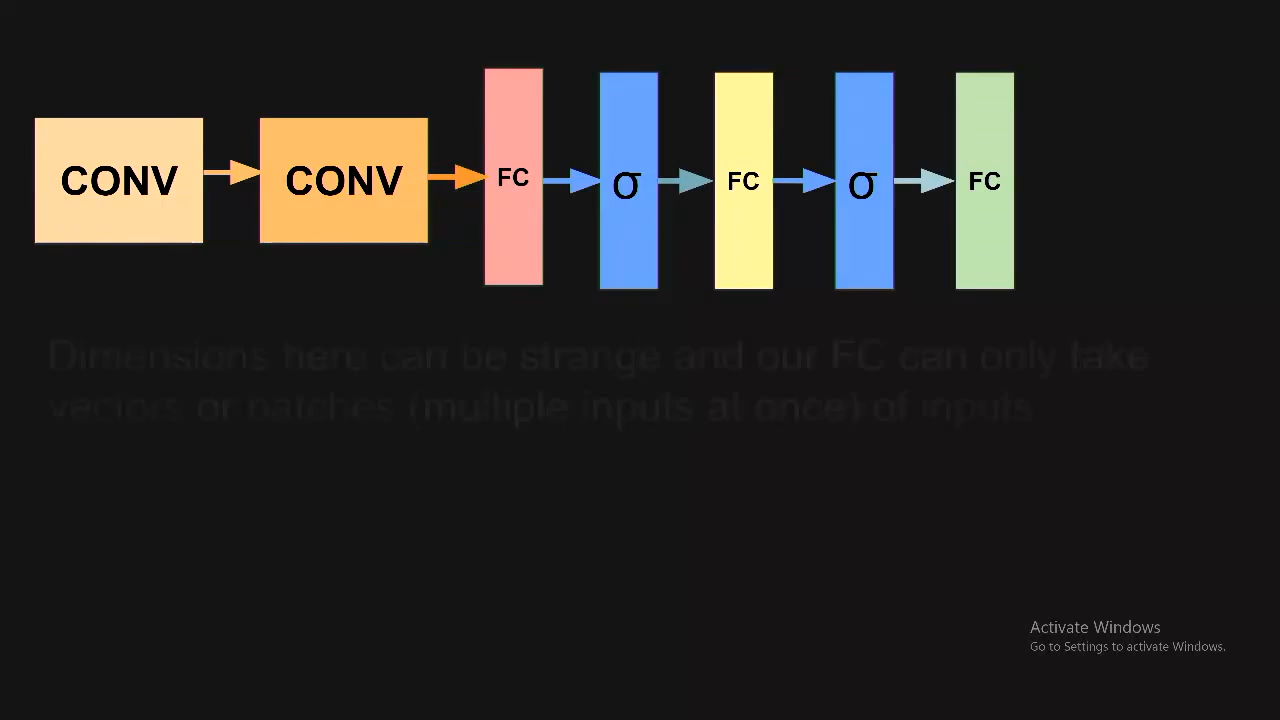 CONV CONV FC σ FC σ FC
Dimensions here can be strange and our FC can only take
vectors or batches (multiple inputs at once) of inputs
Activate Windows
Go to Settings to activate Windows.